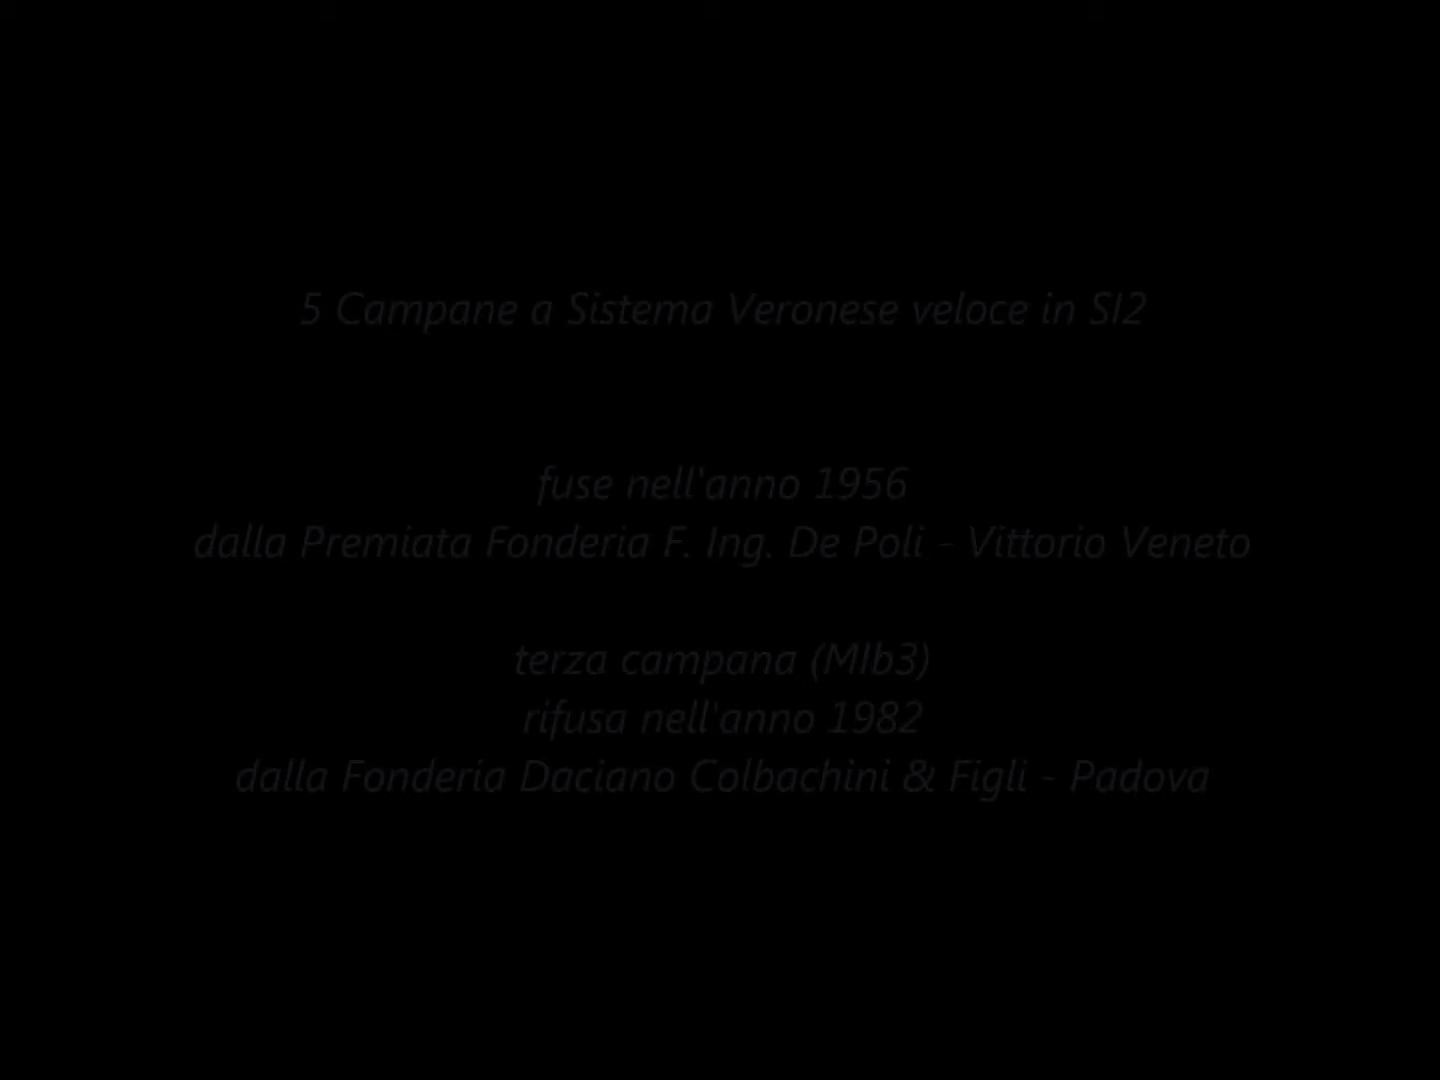 5 Campane a Sistema Veronese veloce in SI2
fuse nell'anno 1956
dalla Premiata Fonderia F. Ing. De Poli - Vittorio Veneto
terza campana (MIb3)
rifusa nell'anno 1982
dalla Fonderia Daciano Colbachini & Figli - Padova